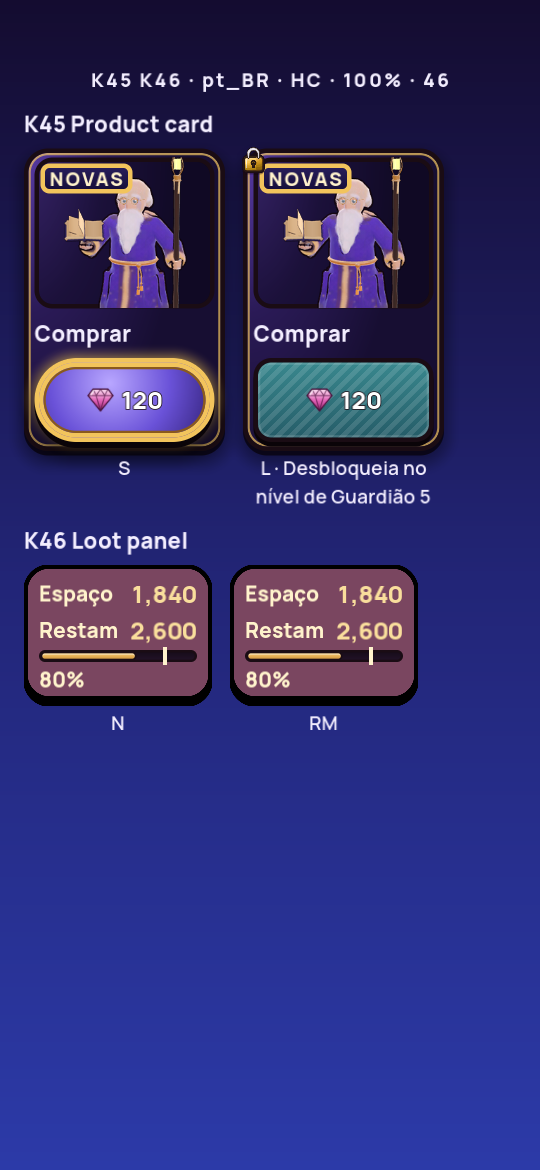 K45 K46 · pt_BR · HC · 100% · 46
K45 Product card
NOVAS NOVAS
Comprar Comprar
120 120
S L · Desbloqueia no
nível de Guardião 5
K46 Loot panel
Espaço 1,840 Espaço 1,840
Restam 2,600 Restam 2,600
80% 80%
N RM